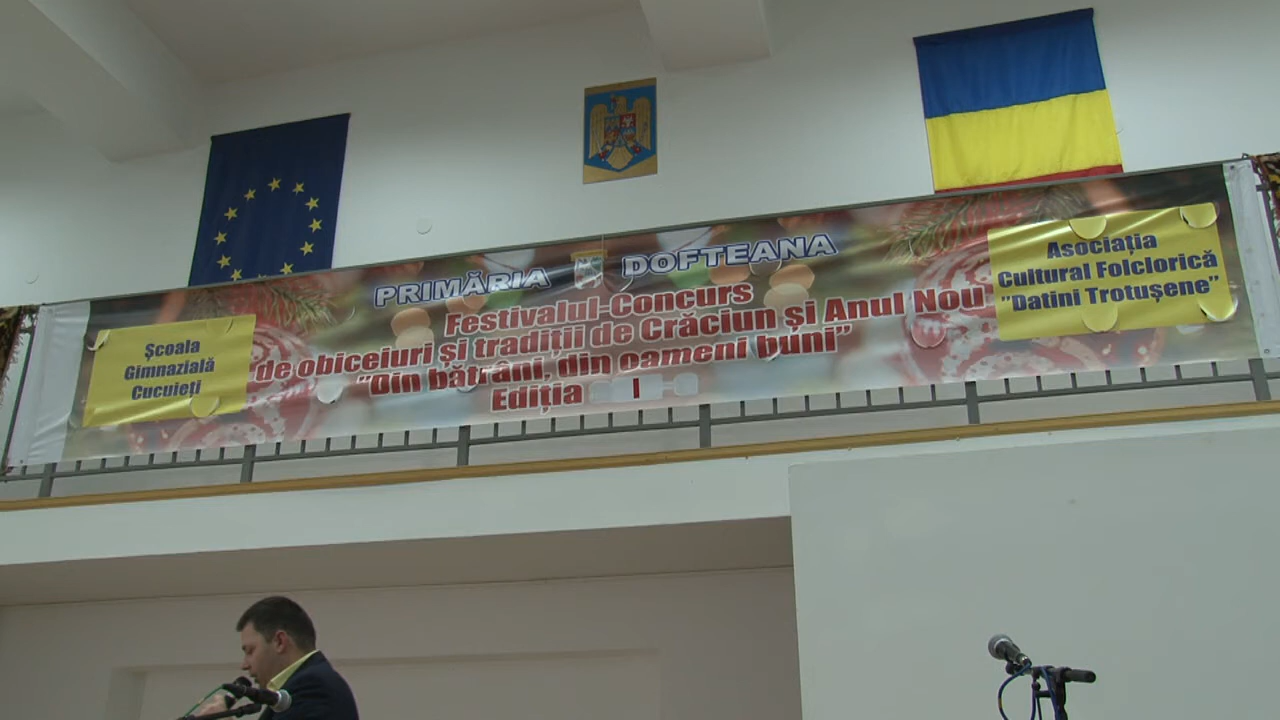 PRIMĂRIA DOFTEANA
Festivalul-Concurs
de obiceiuri și tradiții de Crăciun și Anul Nou
"Din bătrâni, din oameni buni"
Ediția I
Școala
Gimnazială
Cucuieți
Asociația
Cultural Folclorică
"Datini Trotușene"